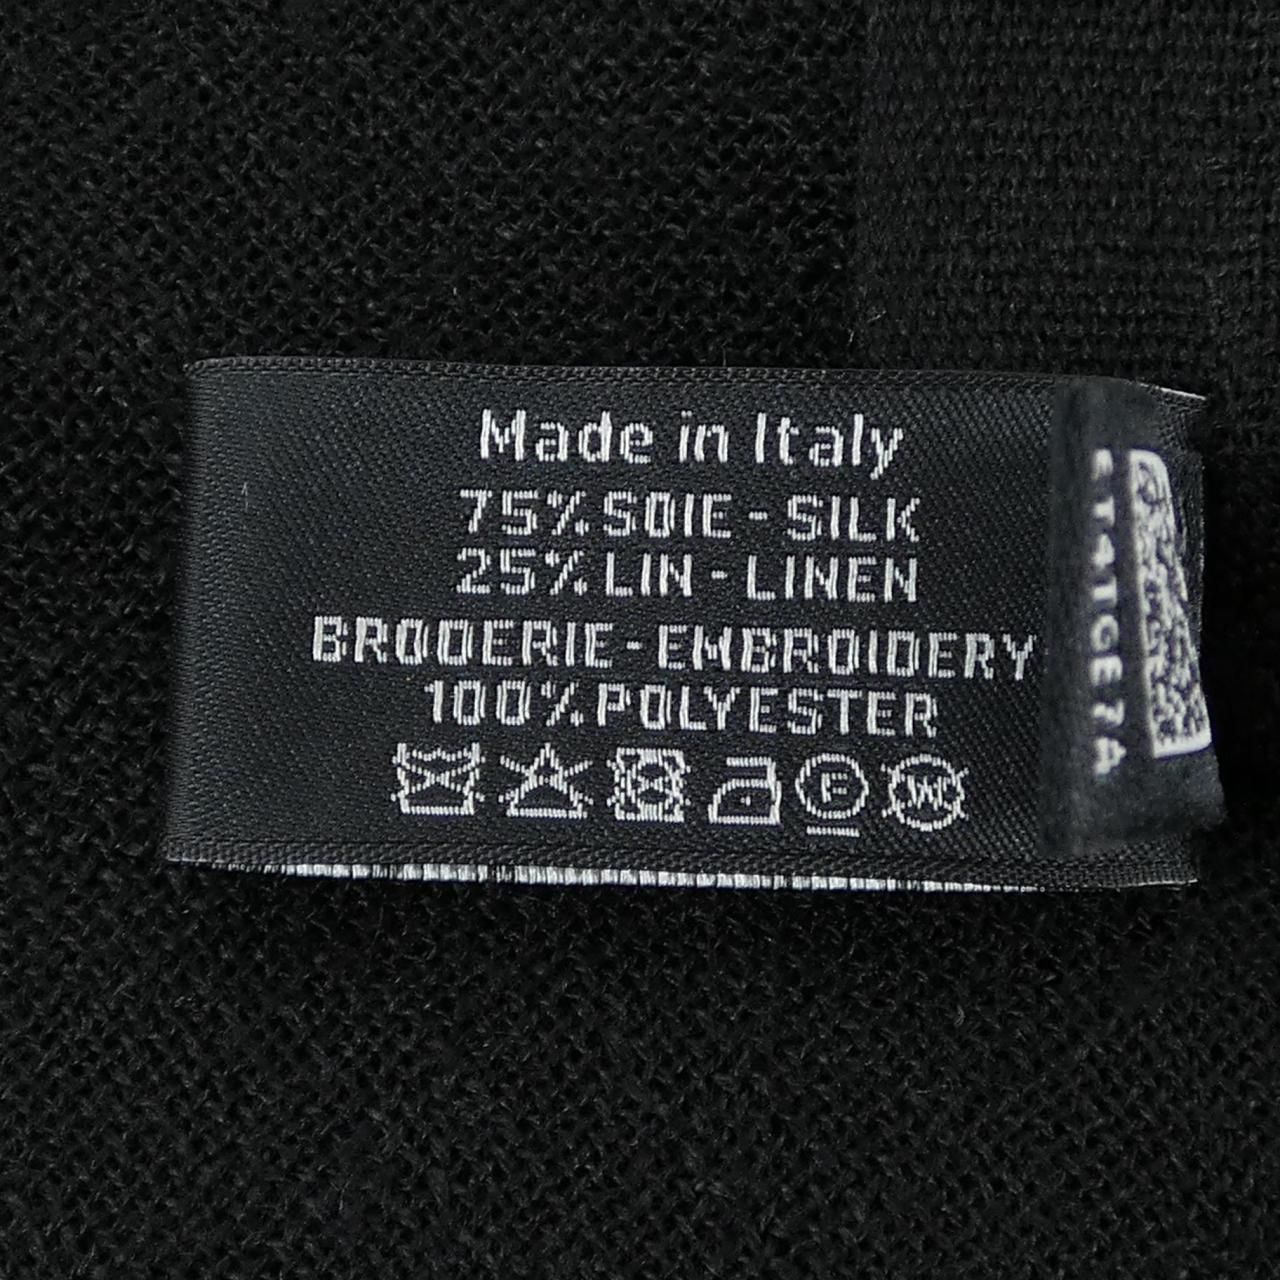 Made in Italy
75% SOIE - SILK
25% LIN - LINEN
BRODERIE - EMBROIDERY
100% POLYESTER
F
W